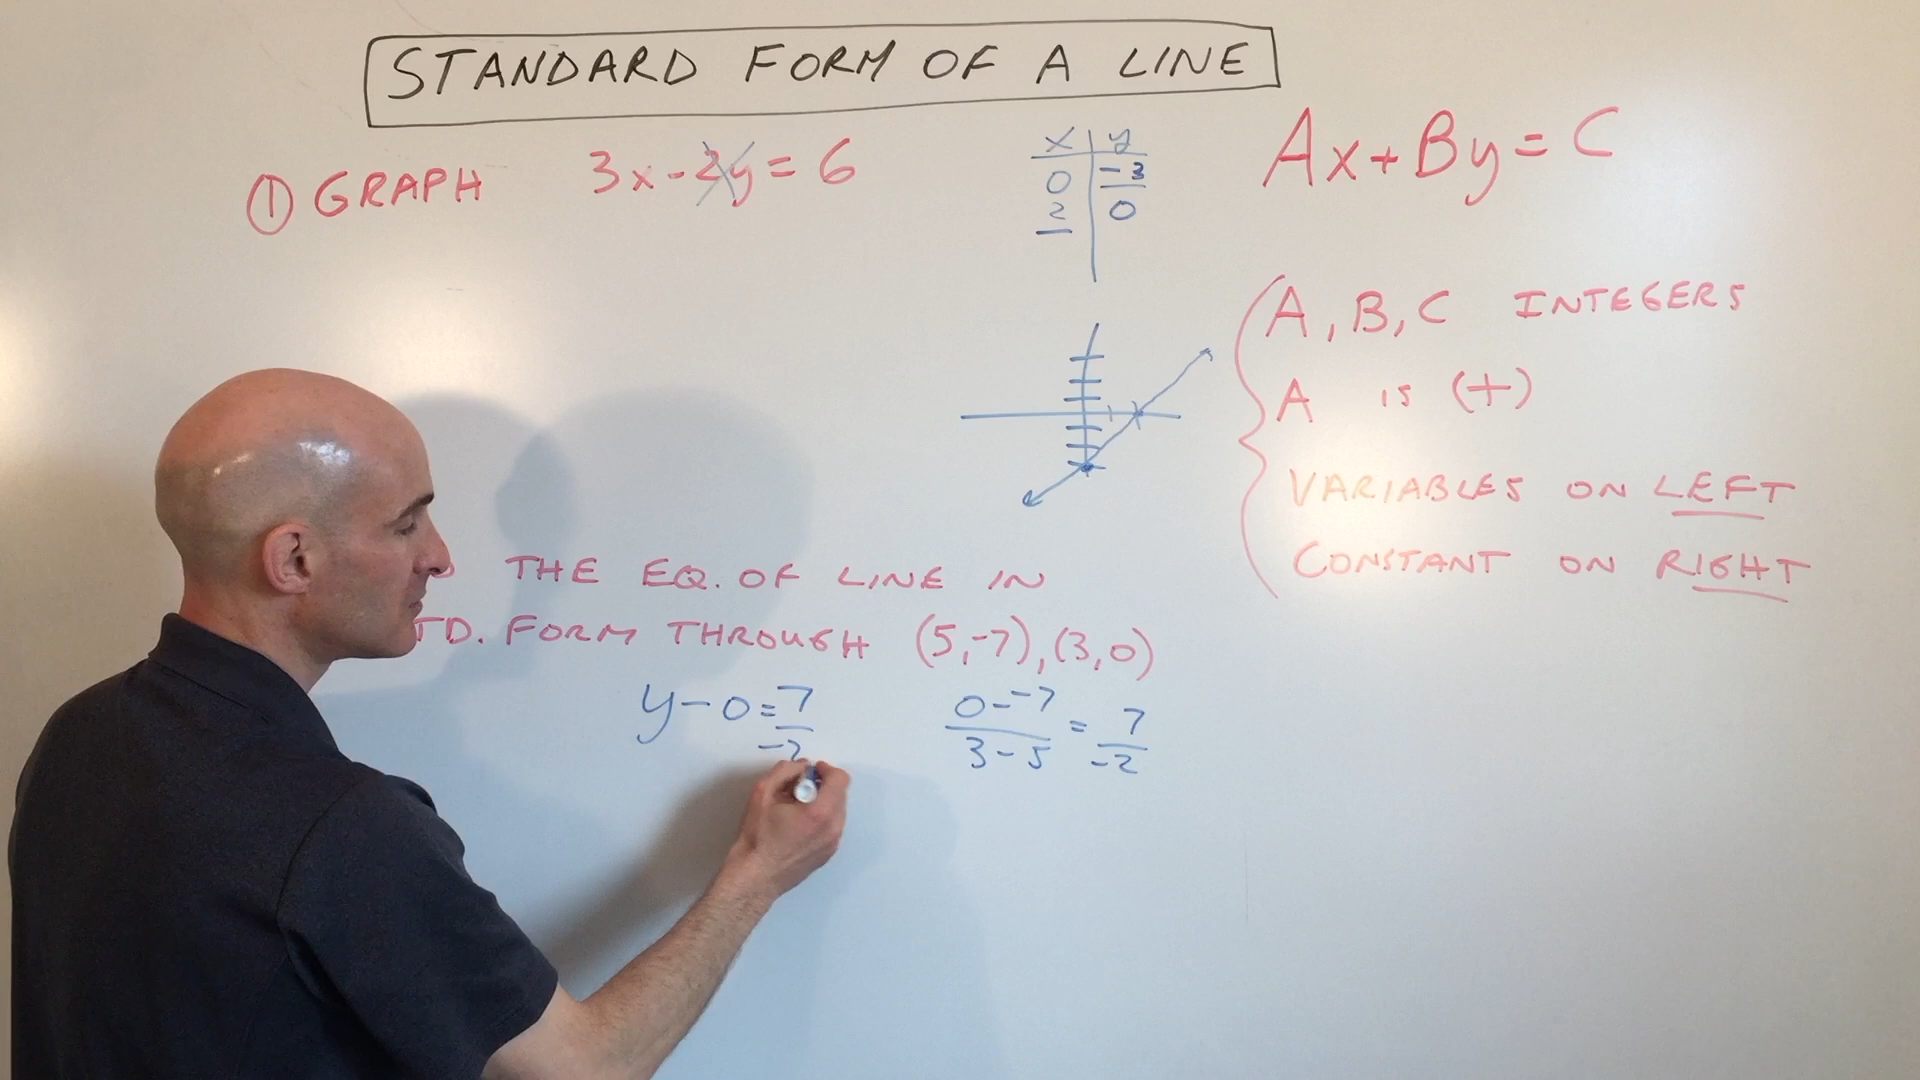 STANDARD FORM OF A LINE
① GRAPH 3x-2y=6
x y
0 -3
2 0
Ax+By=C
A,B,C INTEGERS
A IS (+)
VARIABLES ON LEFT
CONSTANT ON RIGHT
THE EQ. OF LINE IN
TD. FORM THROUGH (5,-7),(3,0)
y-0=7/-2
0--7/3-5 = 7/-2